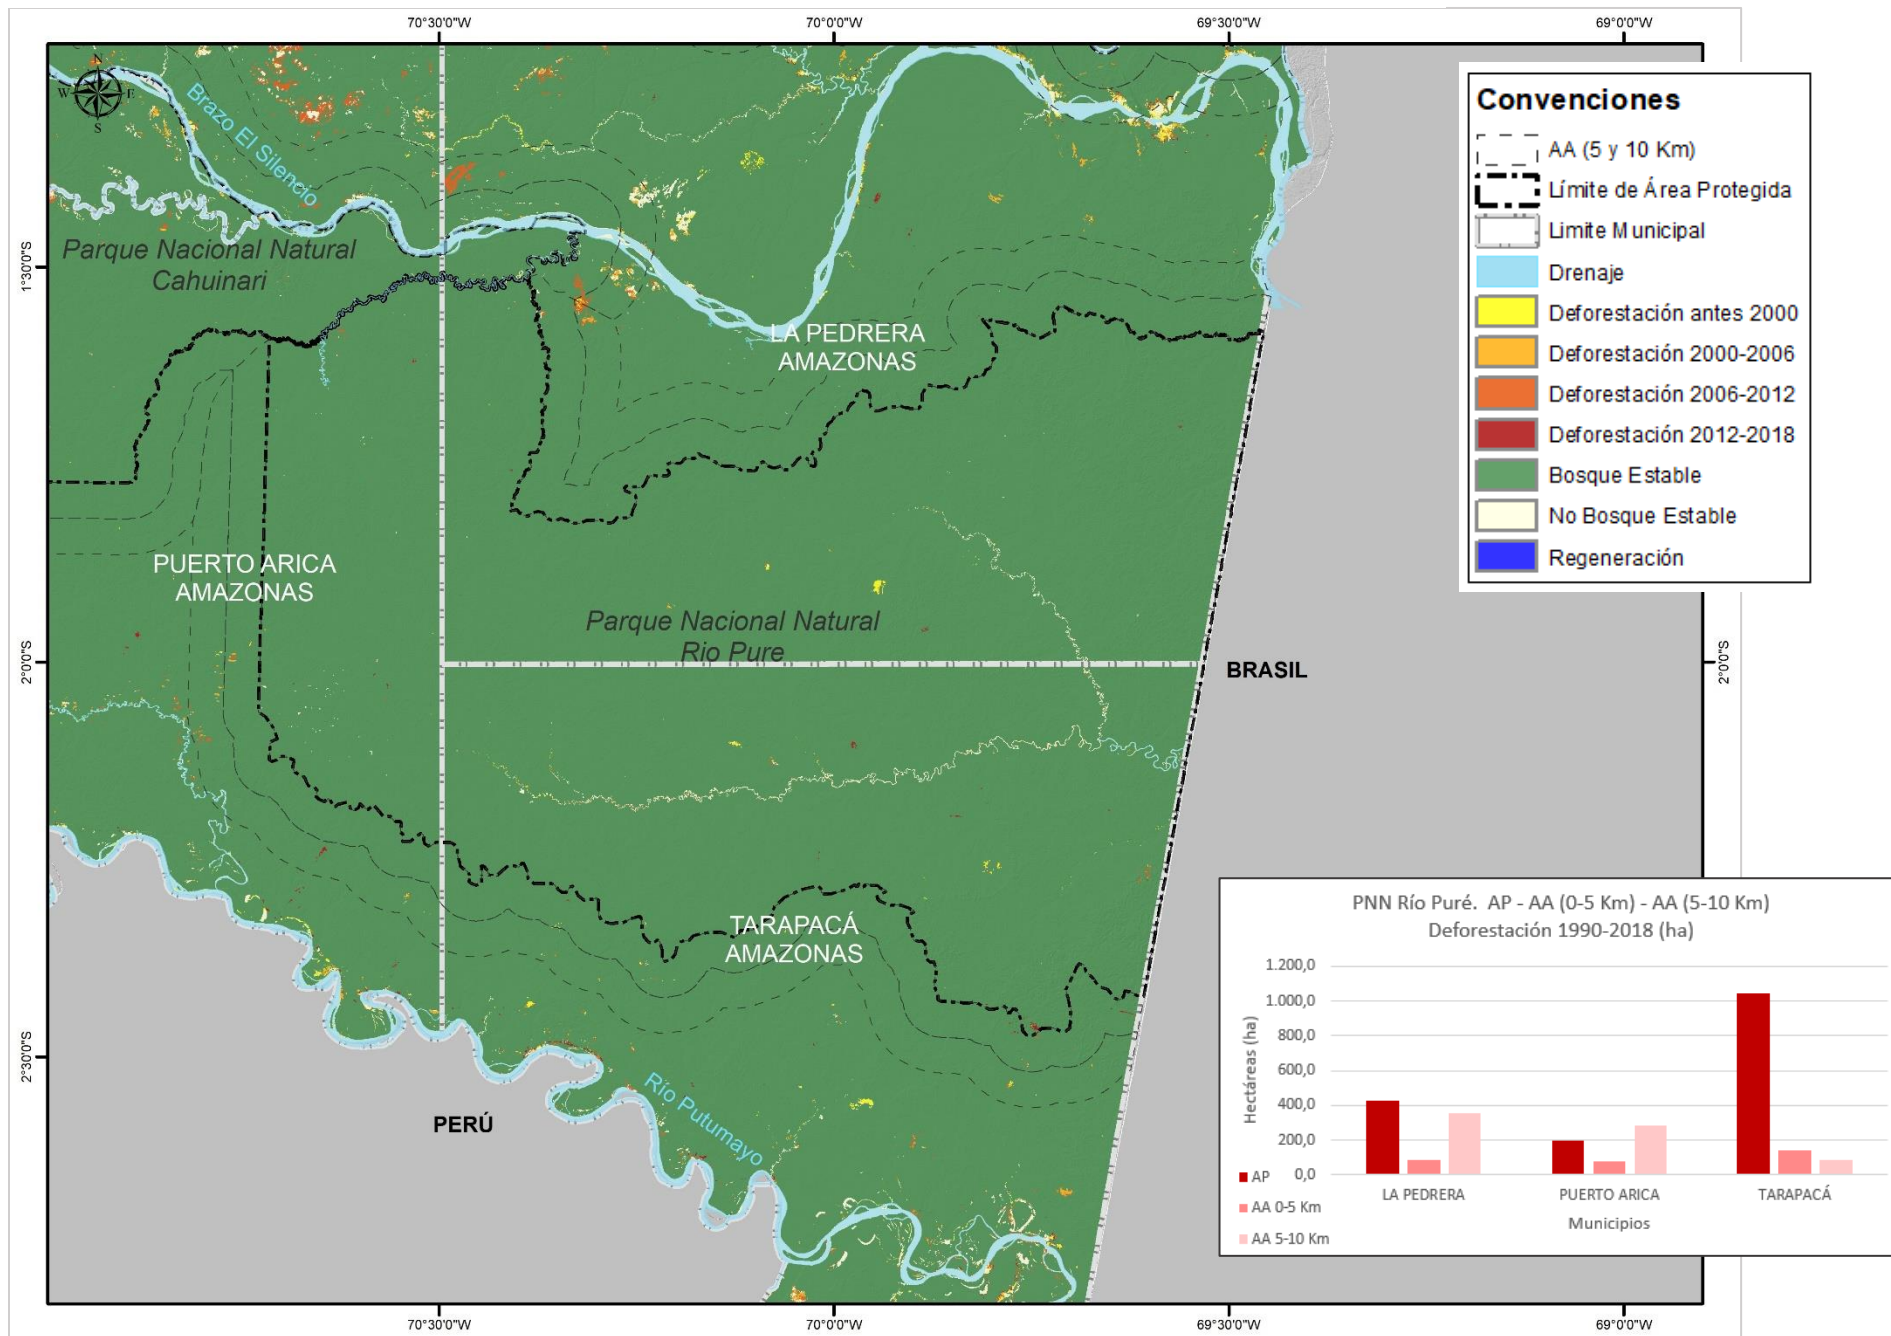 70°30'0"W
70°0'0"W
69°30'0"W
69°0'0"W
N
W
E
S
Brazo El Silencio
Parque Nacional Natural
Cahuinari
1°30'0"S
LA PEDRERA
AMAZONAS
PUERTO ARICA
AMAZONAS
Parque Nacional Natural
Rio Pure
2°0'0"S
2°0'0"S
BRASIL
TARAPACÁ
AMAZONAS
2°30'0"S
PERÚ
Río Putumayo
70°30'0"W
70°0'0"W
69°30'0"W
69°0'0"W
Convenciones
AA (5 y 10 Km)
Límite de Área Protegida
Limite Municipal
Drenaje
Deforestación antes 2000
Deforestación 2000-2006
Deforestación 2006-2012
Deforestación 2012-2018
Bosque Estable
No Bosque Estable
Regeneración
PNN Río Puré. AP - AA (0-5 Km) - AA (5-10 Km)
Deforestación 1990-2018 (ha)
Hectáreas (ha)
1.200,0
1.000,0
800,0
600,0
400,0
200,0
0,0
LA PEDRERA
PUERTO ARICA
TARAPACÁ
Municipios
AP
AA 0-5 Km
AA 5-10 Km